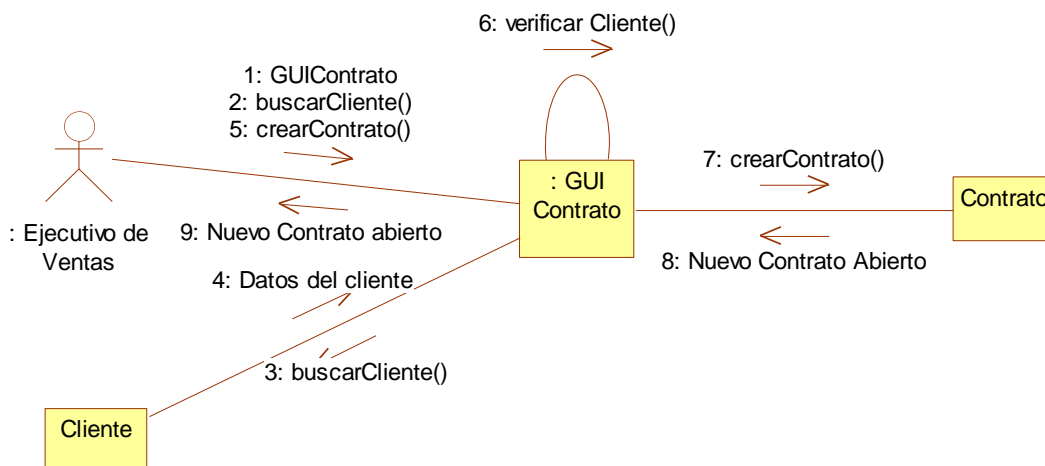 6: verificar Cliente()
1: GUIContrato
2: buscarCliente()
5: crearContrato()
7: crearContrato()
: GUI
Contrato
Contrato
: Ejecutivo de
Ventas
9: Nuevo Contrato abierto
8: Nuevo Contrato Abierto
4: Datos del cliente
3: buscarCliente()
Cliente